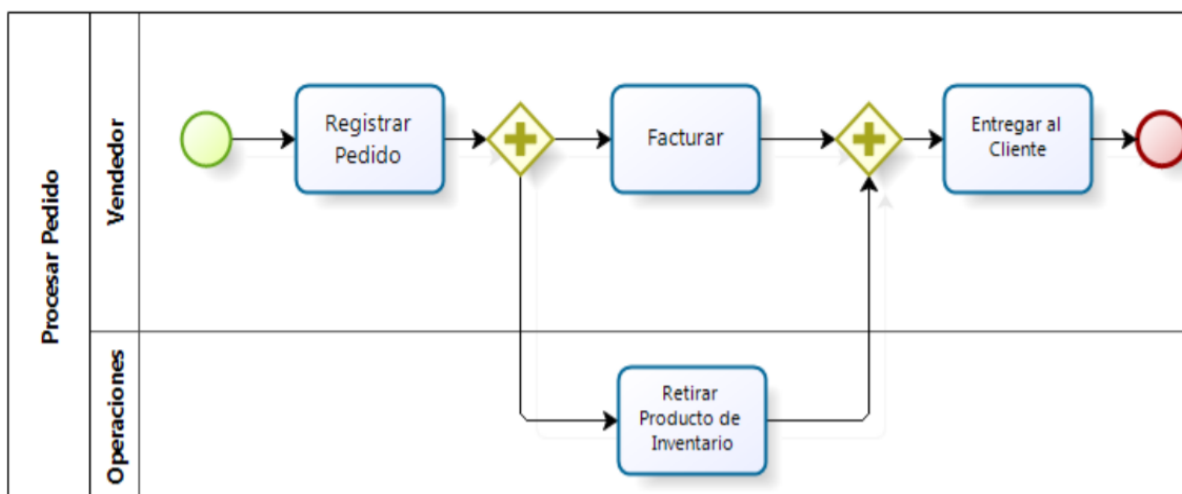 Procesar Pedido
Vendedor
Registrar
Pedido
Facturar
Entregar al
Cliente
Operaciones
Retirar
Producto de
Inventario